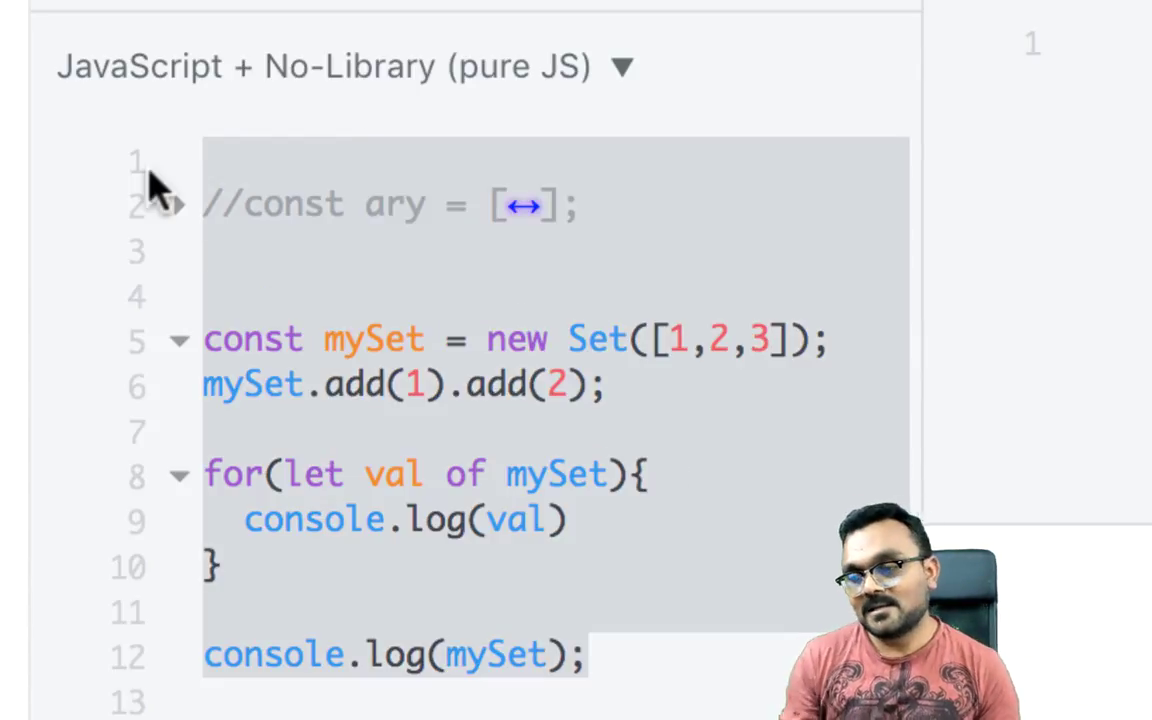 JavaScript + No-Library (pure JS) ▼
1
1
2 //const ary = [↔];
3
4
5 const mySet = new Set([1,2,3]);
6 mySet.add(1).add(2);
7
8 for(let val of mySet){
9 console.log(val)
10 }
11
12 console.log(mySet);
13